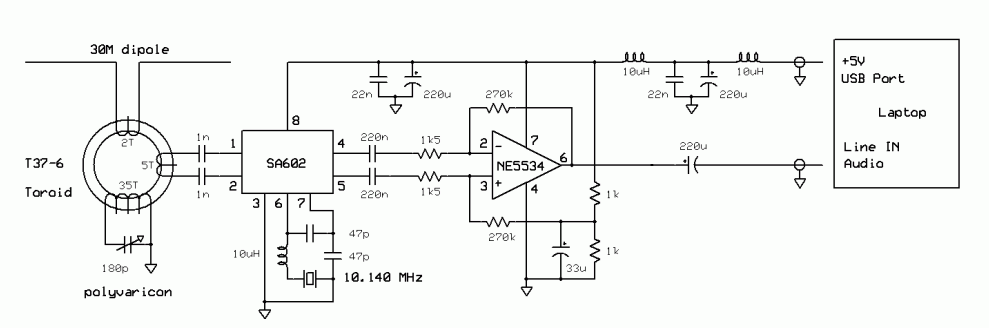 30M dipole
10uH
10uH
+5V
USB Port
22n
220u
22n
220u
270k
Laptop
8
2T
1n
1
4
220n
1k5
2
7
5T
SA602
NE5534
6
220u
Line IN
Audio
T37-6
Toroid
35T
1n
2
5
220n
1k5
3
4
1k
3
6
7
270k
47p
10uH
47p
33u
1k
180p
10.140 MHz
polyvaricon